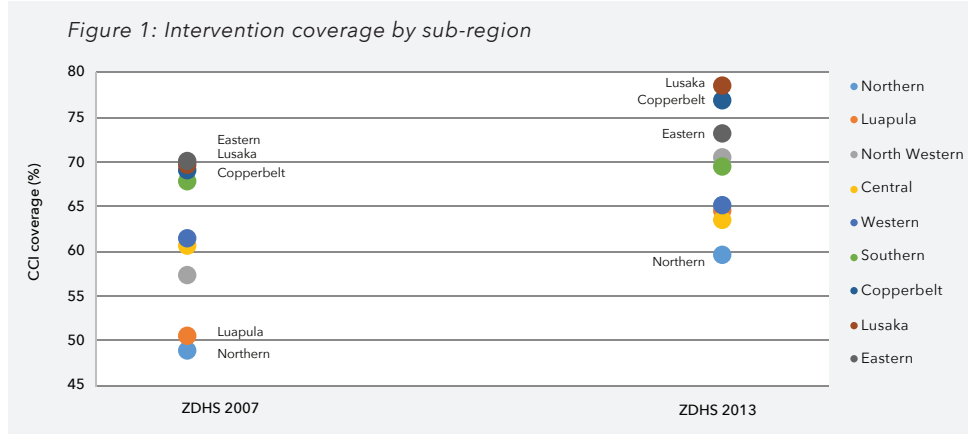 Figure 1: Intervention coverage by sub-region
80
75
70
65
60
55
50
45
CCI coverage (%)
Eastern
Lusaka
Copperbelt
Luapula
Northern
Lusaka
Copperbelt
Eastern
Northern
ZDHS 2007
ZDHS 2013
Northern
Luapula
North Western
Central
Western
Southern
Copperbelt
Lusaka
Eastern